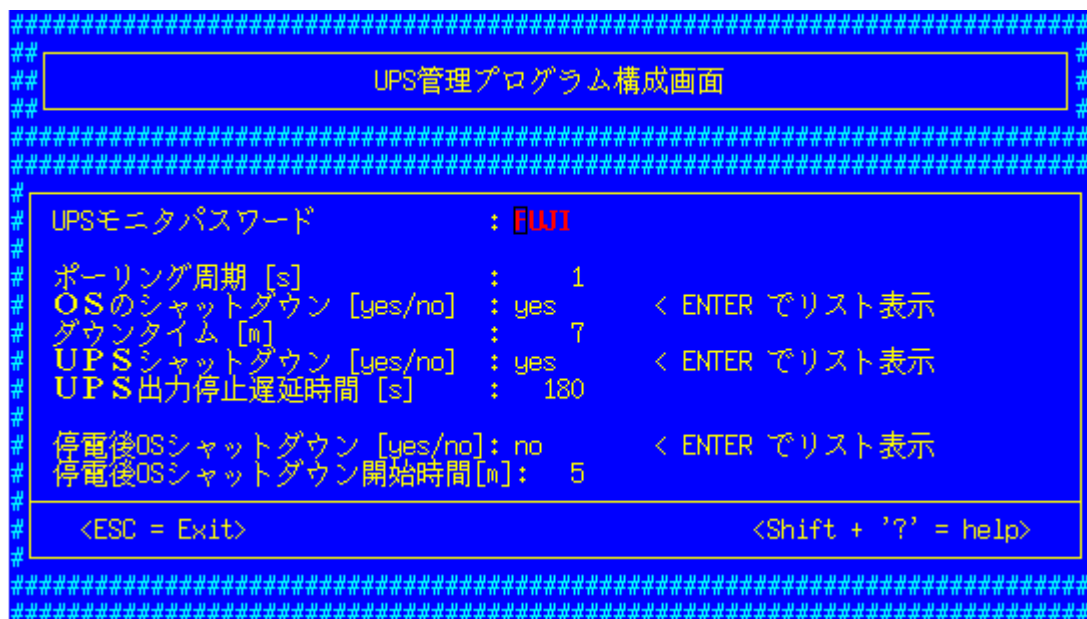 UPS管理プログラム構成画面
UPSモニタパスワード : FUJI
ポーリング周期 [s] : 1
OSのシャットダウン [yes/no] : yes < ENTER でリスト表示
ダウンタイム [m] : 7
UPSシャットダウン [yes/no] : yes < ENTER でリスト表示
UPS出力停止遅延時間 [s] : 180
停電後OSシャットダウン [yes/no]: no < ENTER でリスト表示
停電後OSシャットダウン開始時間[m]: 5
<ESC = Exit> <Shift + '?' = help>